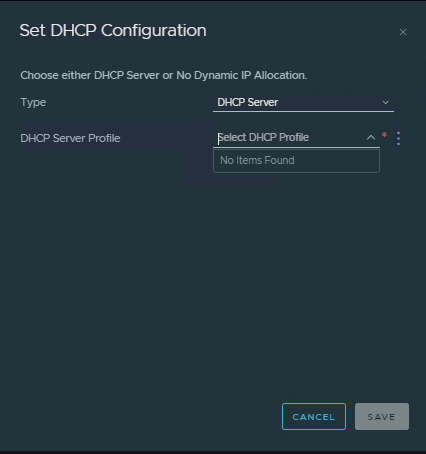 Set DHCP Configuration
Choose either DHCP Server or No Dynamic IP Allocation.
Type DHCP Server
DHCP Server Profile Select DHCP Profile *
No Items Found
CANCEL SAVE